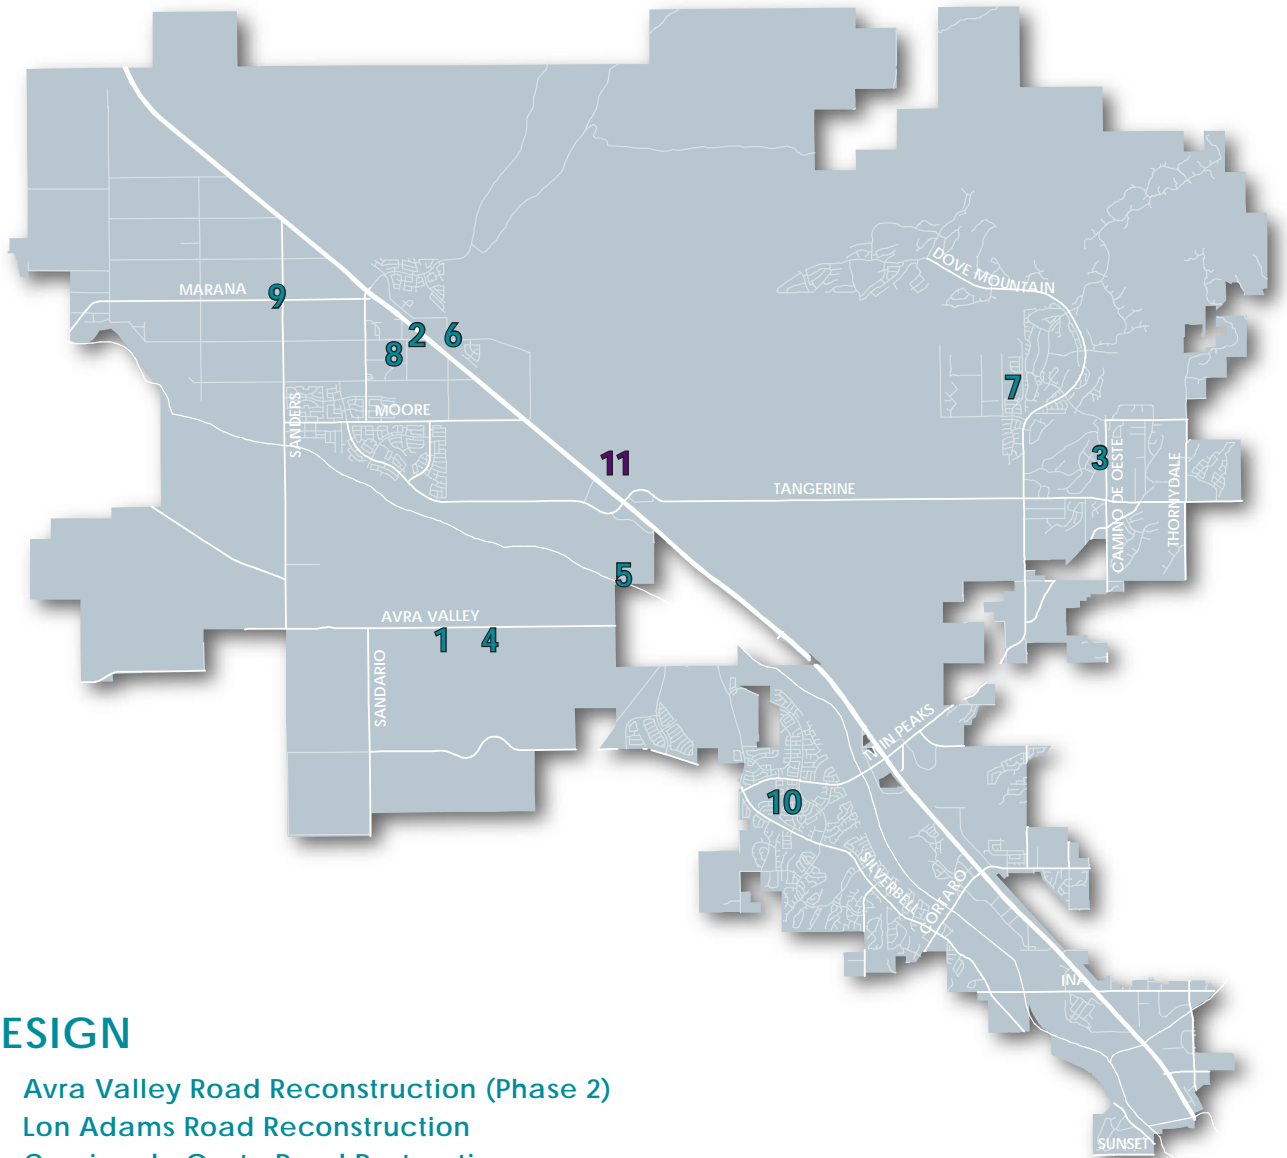 DOVE MOUNTAIN
MARANA
9
2
6
8
7
SANDERS
MOORE
11
3
CAMINO DE OESTE
THORNYDALE
TANGERINE
5
AVRA VALLEY
1
4
SANDARIO
TWIN PEAKS
10
SILVERBELL
CORTARO
INA
SUNSET
ESIGN
Avra Valley Road Reconstruction (Phase 2)
Lon Adams Road Reconstruction